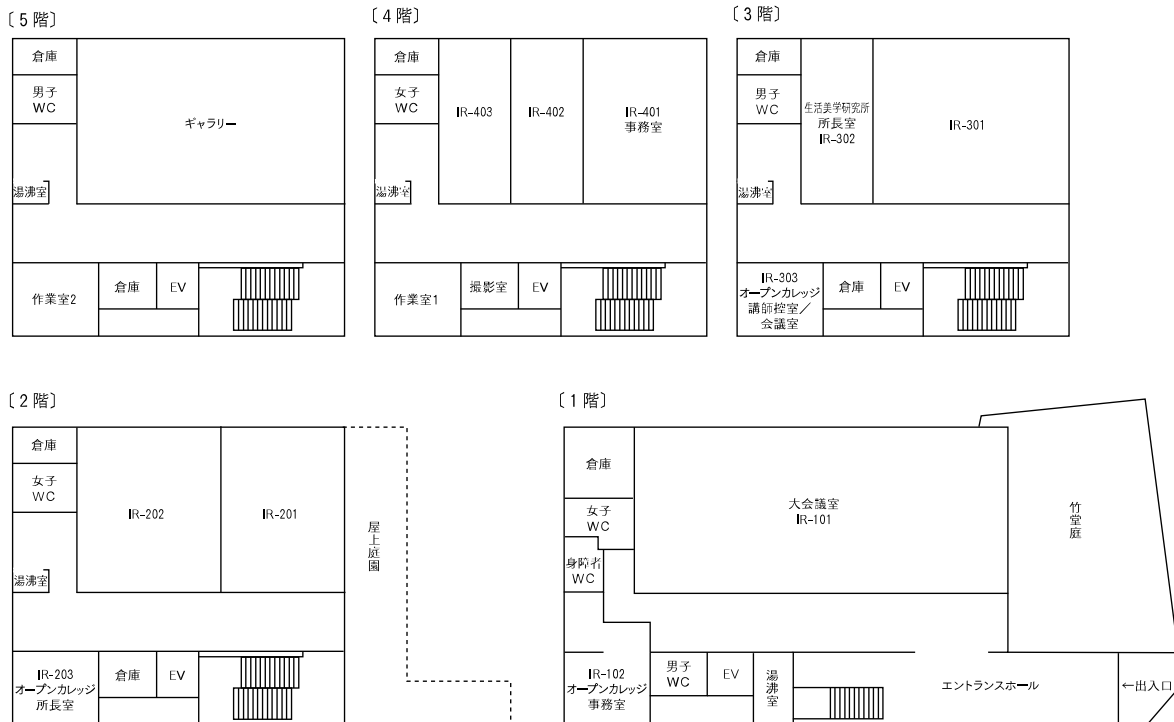 〔5 階〕
倉庫
男子
WC
ギャラリー
湯沸室
作業室2
倉庫
EV
〔4 階〕
倉庫
女子
WC
IR-403
IR-402
IR-401
事務室
湯沸室
作業室1
撮影室
EV
〔3 階〕
倉庫
男子
WC
生活美学研究所
所長室
IR-302
IR-301
湯沸室
IR-303
オープンカレッジ
講師控室/
会議室
倉庫
EV
〔2 階〕
倉庫
女子
WC
IR-202
IR-201
屋上庭園
湯沸室
IR-203
オープンカレッジ
所長室
倉庫
EV
〔1 階〕
倉庫
女子
WC
大会議室
IR-101
竹堂庭
身障者
WC
IR-102
オープンカレッジ
事務室
男子
WC
EV
湯沸室
エントランスホール
←出入口